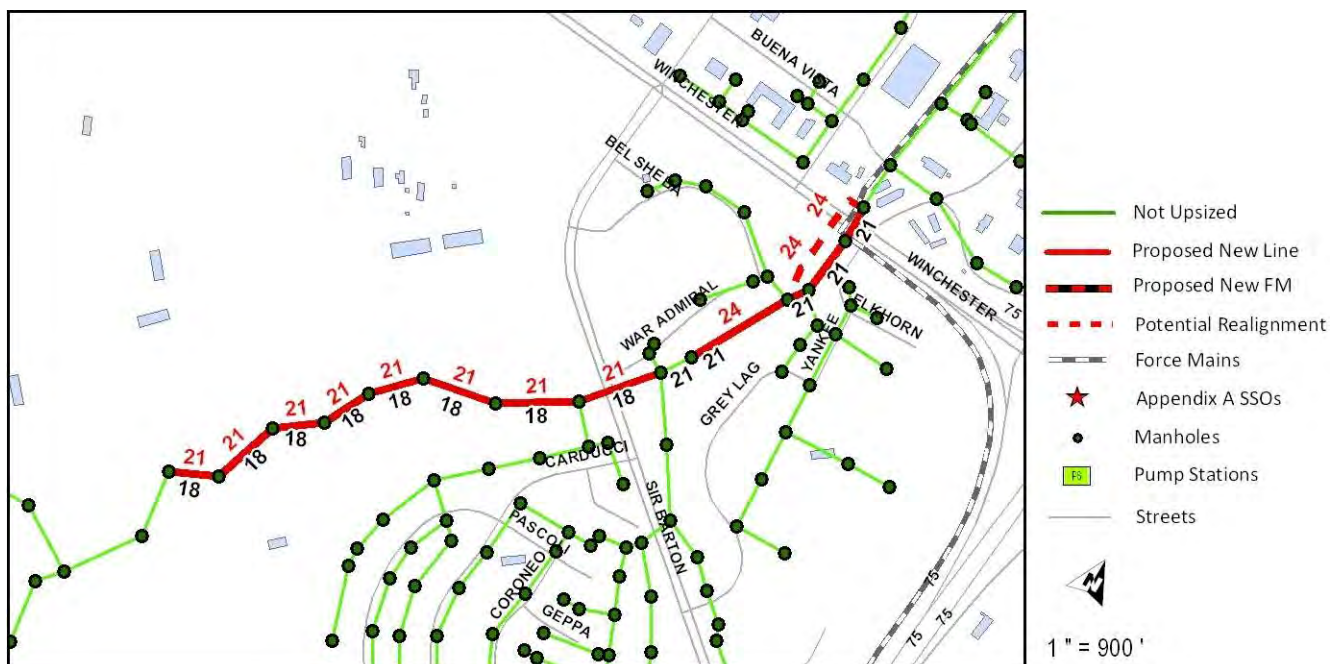 BUENA VISTA
WINCHESTER
BEL SHEBA
24
24
21
21
21
WINCHESTER
75
ELKHORN
YANKEE
GREY LAG
WAR ADMIRAL
24
21
21
21
18
21
18
21
18
21
18
21
18
21
18
21
18
21
18
CARDUCCI
SIR BARTON
PASCOLI
CORONEO
GEPPA
75
75
75
Not Upsized
Proposed New Line
Proposed New FM
Potential Realignment
Force Mains
Appendix A SSOs
Manholes
PS
Pump Stations
Streets
N
1 " = 900 '